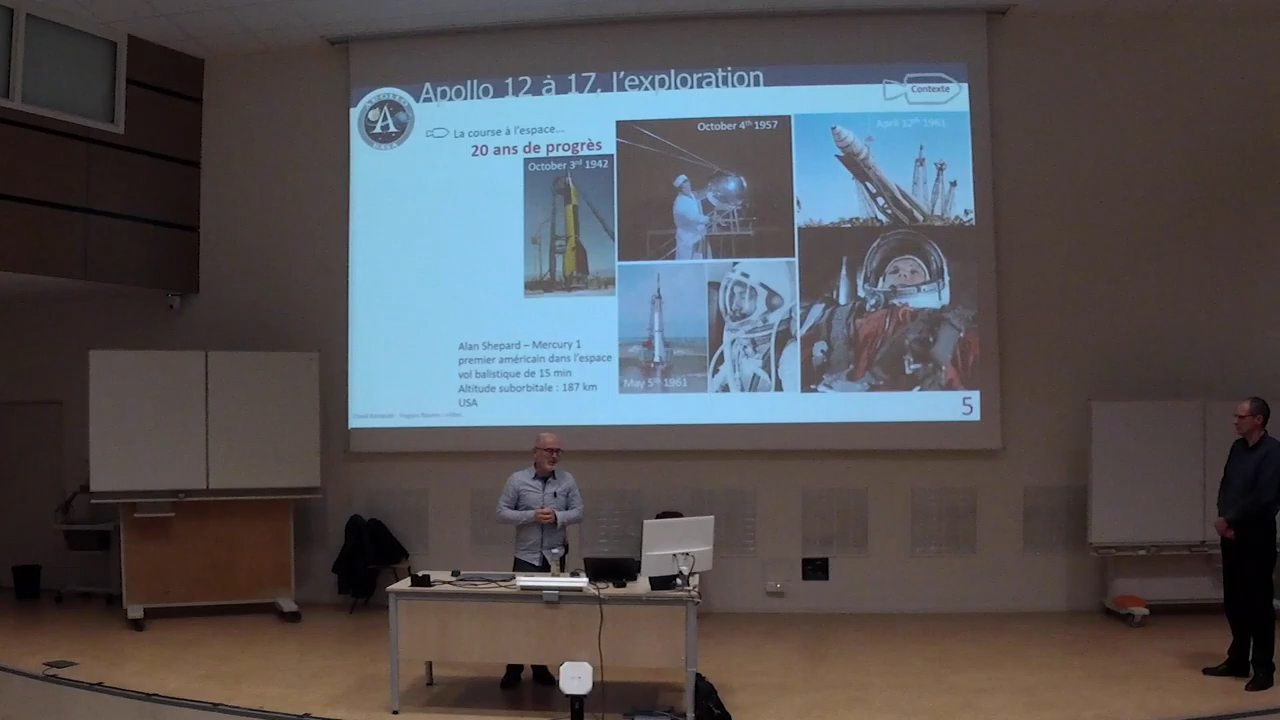 Apollo 12 à 17, l'exploration
Contexte
La course à l'espace...
20 ans de progrès
October 3rd 1942
October 4th 1957
April 12th 1961
May 5th 1961
Alan Shepard – Mercury 1
premier américain dans l'espace
vol balistique de 15 min
Altitude suborbitale : 187 km
USA
5